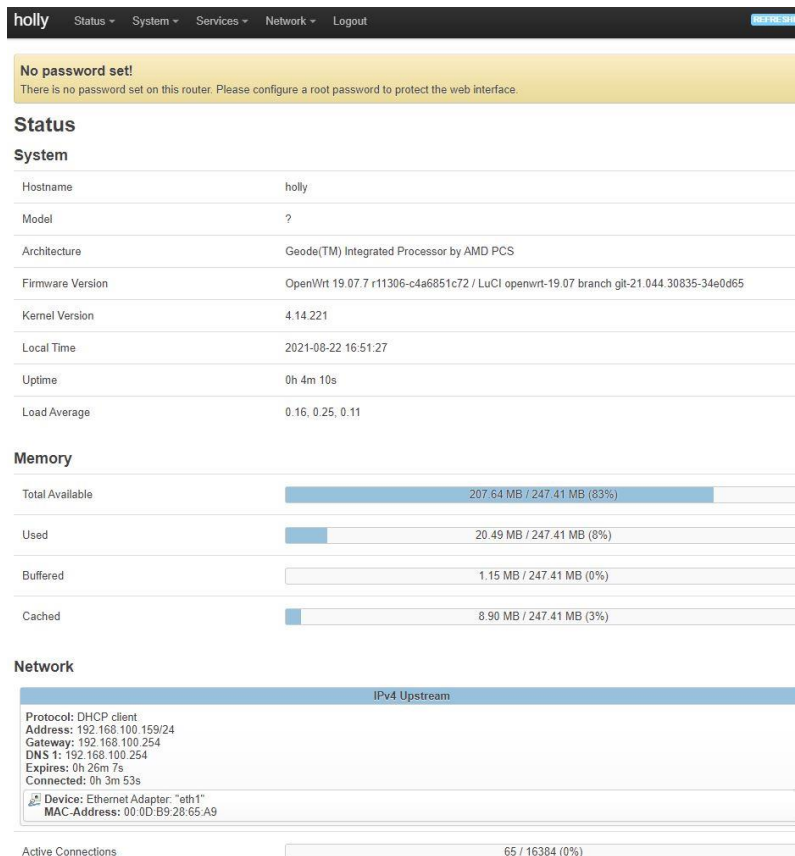 holly Status System Services Network Logout REFRESHI
No password set!
There is no password set on this router. Please configure a root password to protect the web interface.
Status
System
Hostname holly
Model ?
Architecture Geode(TM) Integrated Processor by AMD PCS
Firmware Version OpenWrt 19.07.7 r11306-c4a6851c72 / LuCI openwrt-19.07 branch git-21.044.30835-34e0d65
Kernel Version 4.14.221
Local Time 2021-08-22 16:51:27
Uptime 0h 4m 10s
Load Average 0.16, 0.25, 0.11
Memory
Total Available 207.64 MB / 247.41 MB (83%)
Used 20.49 MB / 247.41 MB (8%)
Buffered 1.15 MB / 247.41 MB (0%)
Cached 8.90 MB / 247.41 MB (3%)
Network
IPv4 Upstream
Protocol: DHCP client
Address: 192.168.100.159/24
Gateway: 192.168.100.254
DNS 1: 192.168.100.254
Expires: 0h 26m 7s
Connected: 0h 3m 53s
Device: Ethernet Adapter: "eth1"
MAC-Address: 00:0D:B9:28:65:A9
Active Connections 65 / 16384 (0%)